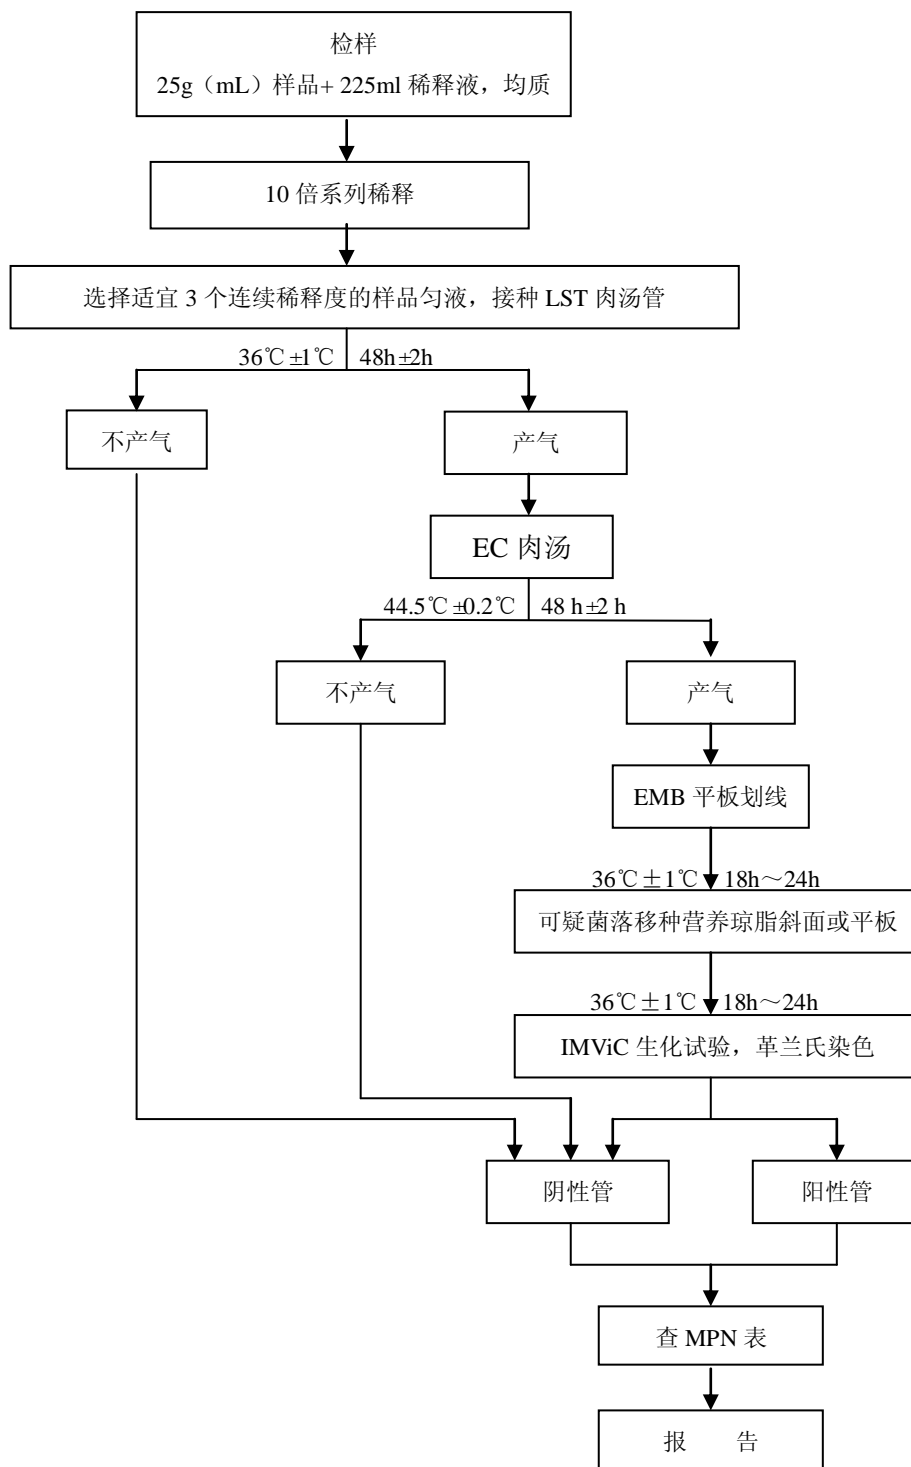 检样
25g（mL）样品+ 225ml 稀释液，均质
10 倍系列稀释
选择适宜 3 个连续稀释度的样品匀液，接种 LST 肉汤管
36℃±1℃ 48h±2h
不产气
产气
EC 肉汤
44.5℃±0.2℃ 48 h±2 h
不产气
产气
EMB 平板划线
36℃±1℃ 18h～24h
可疑菌落移种营养琼脂斜面或平板
36℃±1℃ 18h～24h
IMViC 生化试验，革兰氏染色
阴性管
阳性管
查 MPN 表
报 告